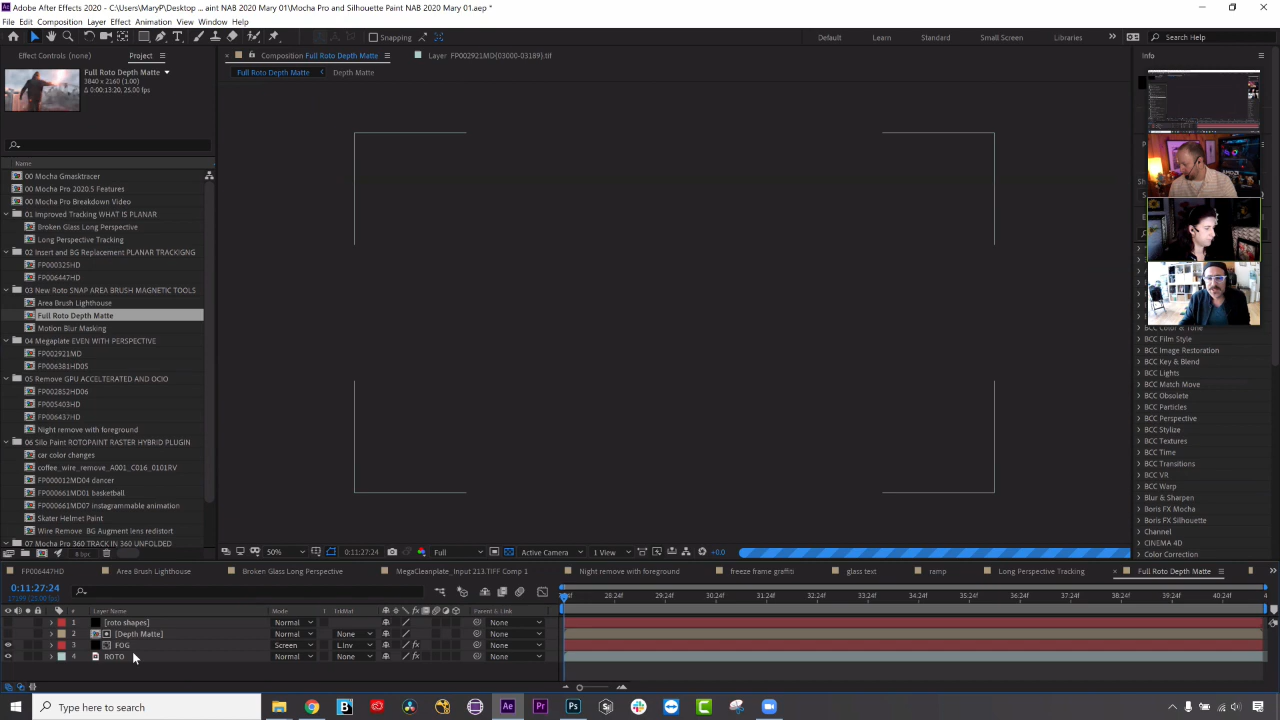 Adobe After Effects 2020 - C:\Users\MaryP\Desktop ... aint NAB 2020 Mary 01\Mocha Pro and Silhouette Paint NAB 2020 Mary 01.aep *
File Edit Composition Layer Effect Animation View Window Help
Snapping
Default Learn Standard Small Screen Libraries
Search Help
Effect Controls: (none) Project
Composition Full Roto Depth Matte
Layer FP002921MD(03000-03189).tif
Info
Full Roto Depth Matte
3840 x 2160 (1.00)
Δ 0:00:13:20, 25.00 fps
Full Roto Depth Matte
Depth Matte
Name
00 Mocha Gmasktracer
00 Mocha Pro 2020.5 Features
00 Mocha Pro Breakdown Video
01 Improved Tracking WHAT IS PLANAR
Broken Glass Long Perspective
Long Perspective Tracking
02 Insert and BG Replacement PLANAR TRACKIGNG
FP000325HD
FP006447HD
03 New Roto SNAP AREA BRUSH MAGNETIC TOOLS
Area Brush Lighthouse
Full Roto Depth Matte
Motion Blur Masking
04 Megaplate EVEN WITH PERSPECTIVE
FP002921MD
FP006381HD05
05 Remove GPU ACCELTERATED AND OCIO
FP002852HD06
FP005403HD
FP006437HD
Night remove with foreground
06 Silo Paint ROTOPAINT RASTER HYBRID PLUGIN
car color changes
coffee_wire_remove_A001_C016_0101RV
FP000012MD04 dancer
FP000661MD01 basketball
FP000661MD07 instagrammable animation
Skater Helmet Paint
Wire Remove BG Augment lens redistort
07 Mocha Pro TRACK IN 360 UNFOLDED
8 bpc
BCC Color & Tone
BCC Film Style
BCC Image Restoration
BCC Key & Blend
BCC Lights
BCC Match Move
BCC Obsolete
BCC Particles
BCC Perspective
BCC Stylize
BCC Textures
BCC Time
BCC Transitions
BCC VR
BCC Warp
Blur & Sharpen
Boris FX Mocha
Boris FX Silhouette
Channel
CINEMA 4D
Color Correction
50% 0:11:27:24 Full Active Camera 1 View +0.0
FP006447HD Area Brush Lighthouse Broken Glass Long Perspective MegaCleanplate_Input 213.TIFF Comp 1 Night remove with foreground freeze frame graffiti glass text ramp Long Perspective Tracking Full Roto Depth Matte
0:11:27:24
17199 (25.00 fps)
28:24f 29:24f 30:24f 31:24f 32:24f 33:24f 34:24f 35:24f 36:24f 37:24f 38:24f 39:24f 40:24f
# Layer Name Mode T TrkMat Parent & Link
1 [roto shapes] Normal None
2 [Depth Matte] Normal None None
3 FOG Screen L.Inv None
4 ROTO Normal None None
Type here to search